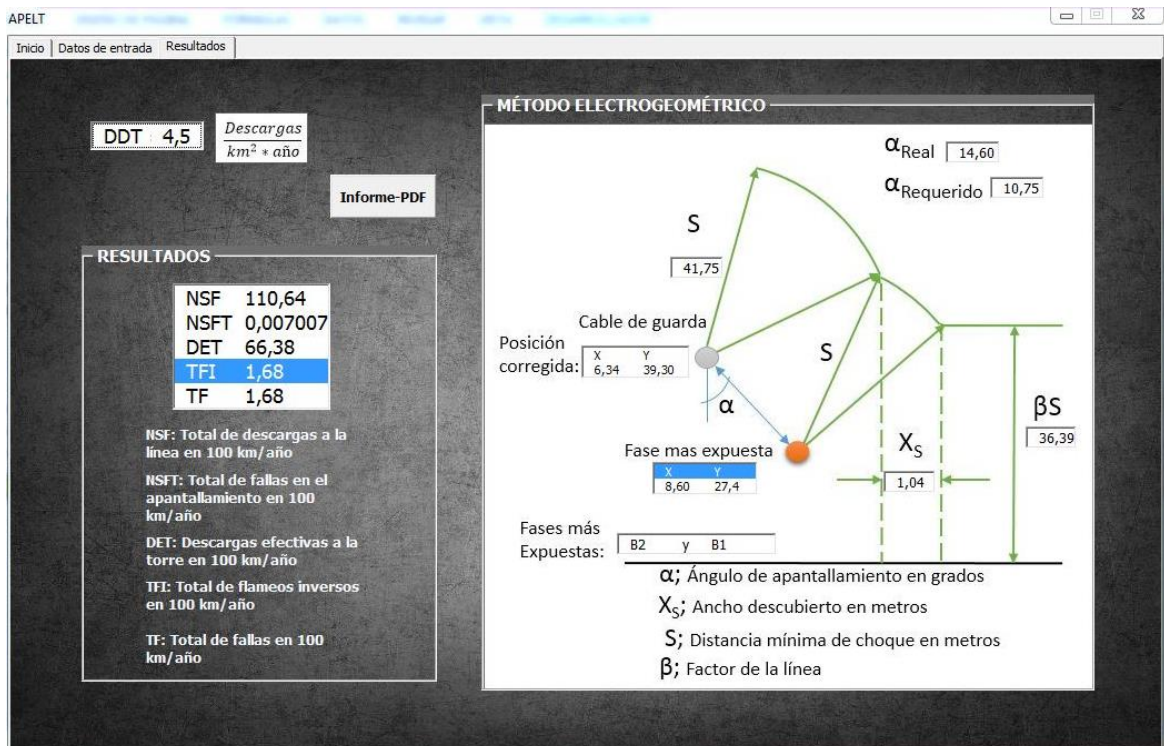 APELT
Inicio Datos de entrada Resultados
DDT 4,5
Descargas
km² * año
Informe-PDF
RESULTADOS
NSF 110,64
NSFT 0,007007
DET 66,38
TFI 1,68
TF 1,68
NSF: Total de descargas a la
línea en 100 km/año
NSFT: Total de fallas en el
apantallamiento en 100
km/año
DET: Descargas efectivas a la
torre en 100 km/año
TFI: Total de flameos inversos
en 100 km/año
TF: Total de fallas en 100
km/año
MÉTODO ELECTROGEOMÉTRICO
αReal 14,60
αRequerido 10,75
S
41,75
Cable de guarda
Posición
corregida:
X Y
6,34 39,30
S
α
βS
36,39
XS
1,04
Fase mas expuesta
X Y
8,60 27,4
Fases más
Expuestas:
B2 y B1
α; Ángulo de apantallamiento en grados
XS; Ancho descubierto en metros
S; Distancia mínima de choque en metros
β; Factor de la línea